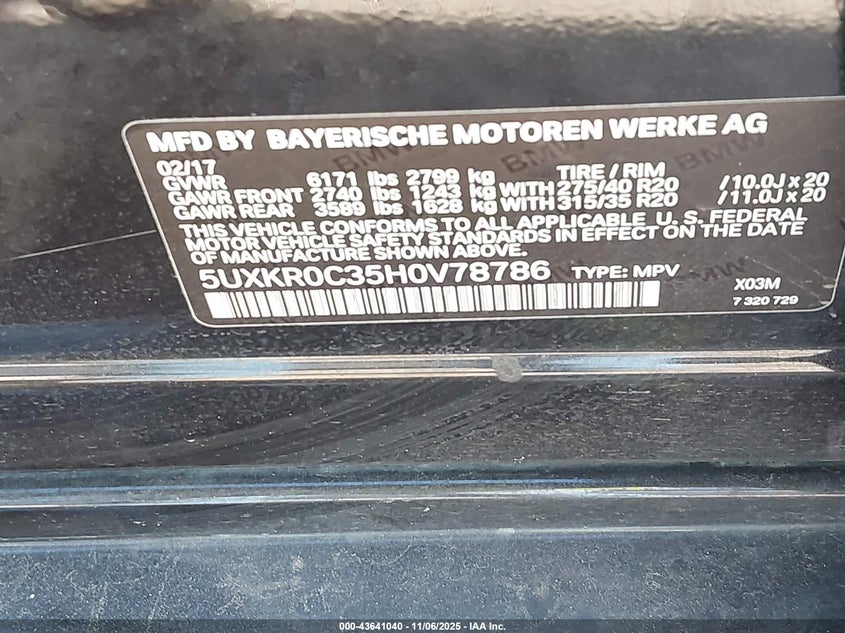 MFD BY BAYERISCHE MOTOREN WERKE AG
02/17 TIRE / RIM
GVWR 6171 lbs 2799 kg
GAWR FRONT 2740 lbs 1243 kg WITH 275/40 R20 /10.0J x 20
GAWR REAR 3589 lbs 1628 kg WITH 315/35 R20 /11.0J x 20
THIS VEHICLE CONFORMS TO ALL APPLICABLE U.S. FEDERAL
MOTOR VEHICLE SAFETY STANDARDS IN EFFECT ON THE DATE
OF MANUFACTURE SHOWN ABOVE.
5UXKR0C35H0V78786 TYPE: MPV
X03M
7 320 729
BMW BMW BMW
000-43641040 - 11/06/2025 - IAA Inc.